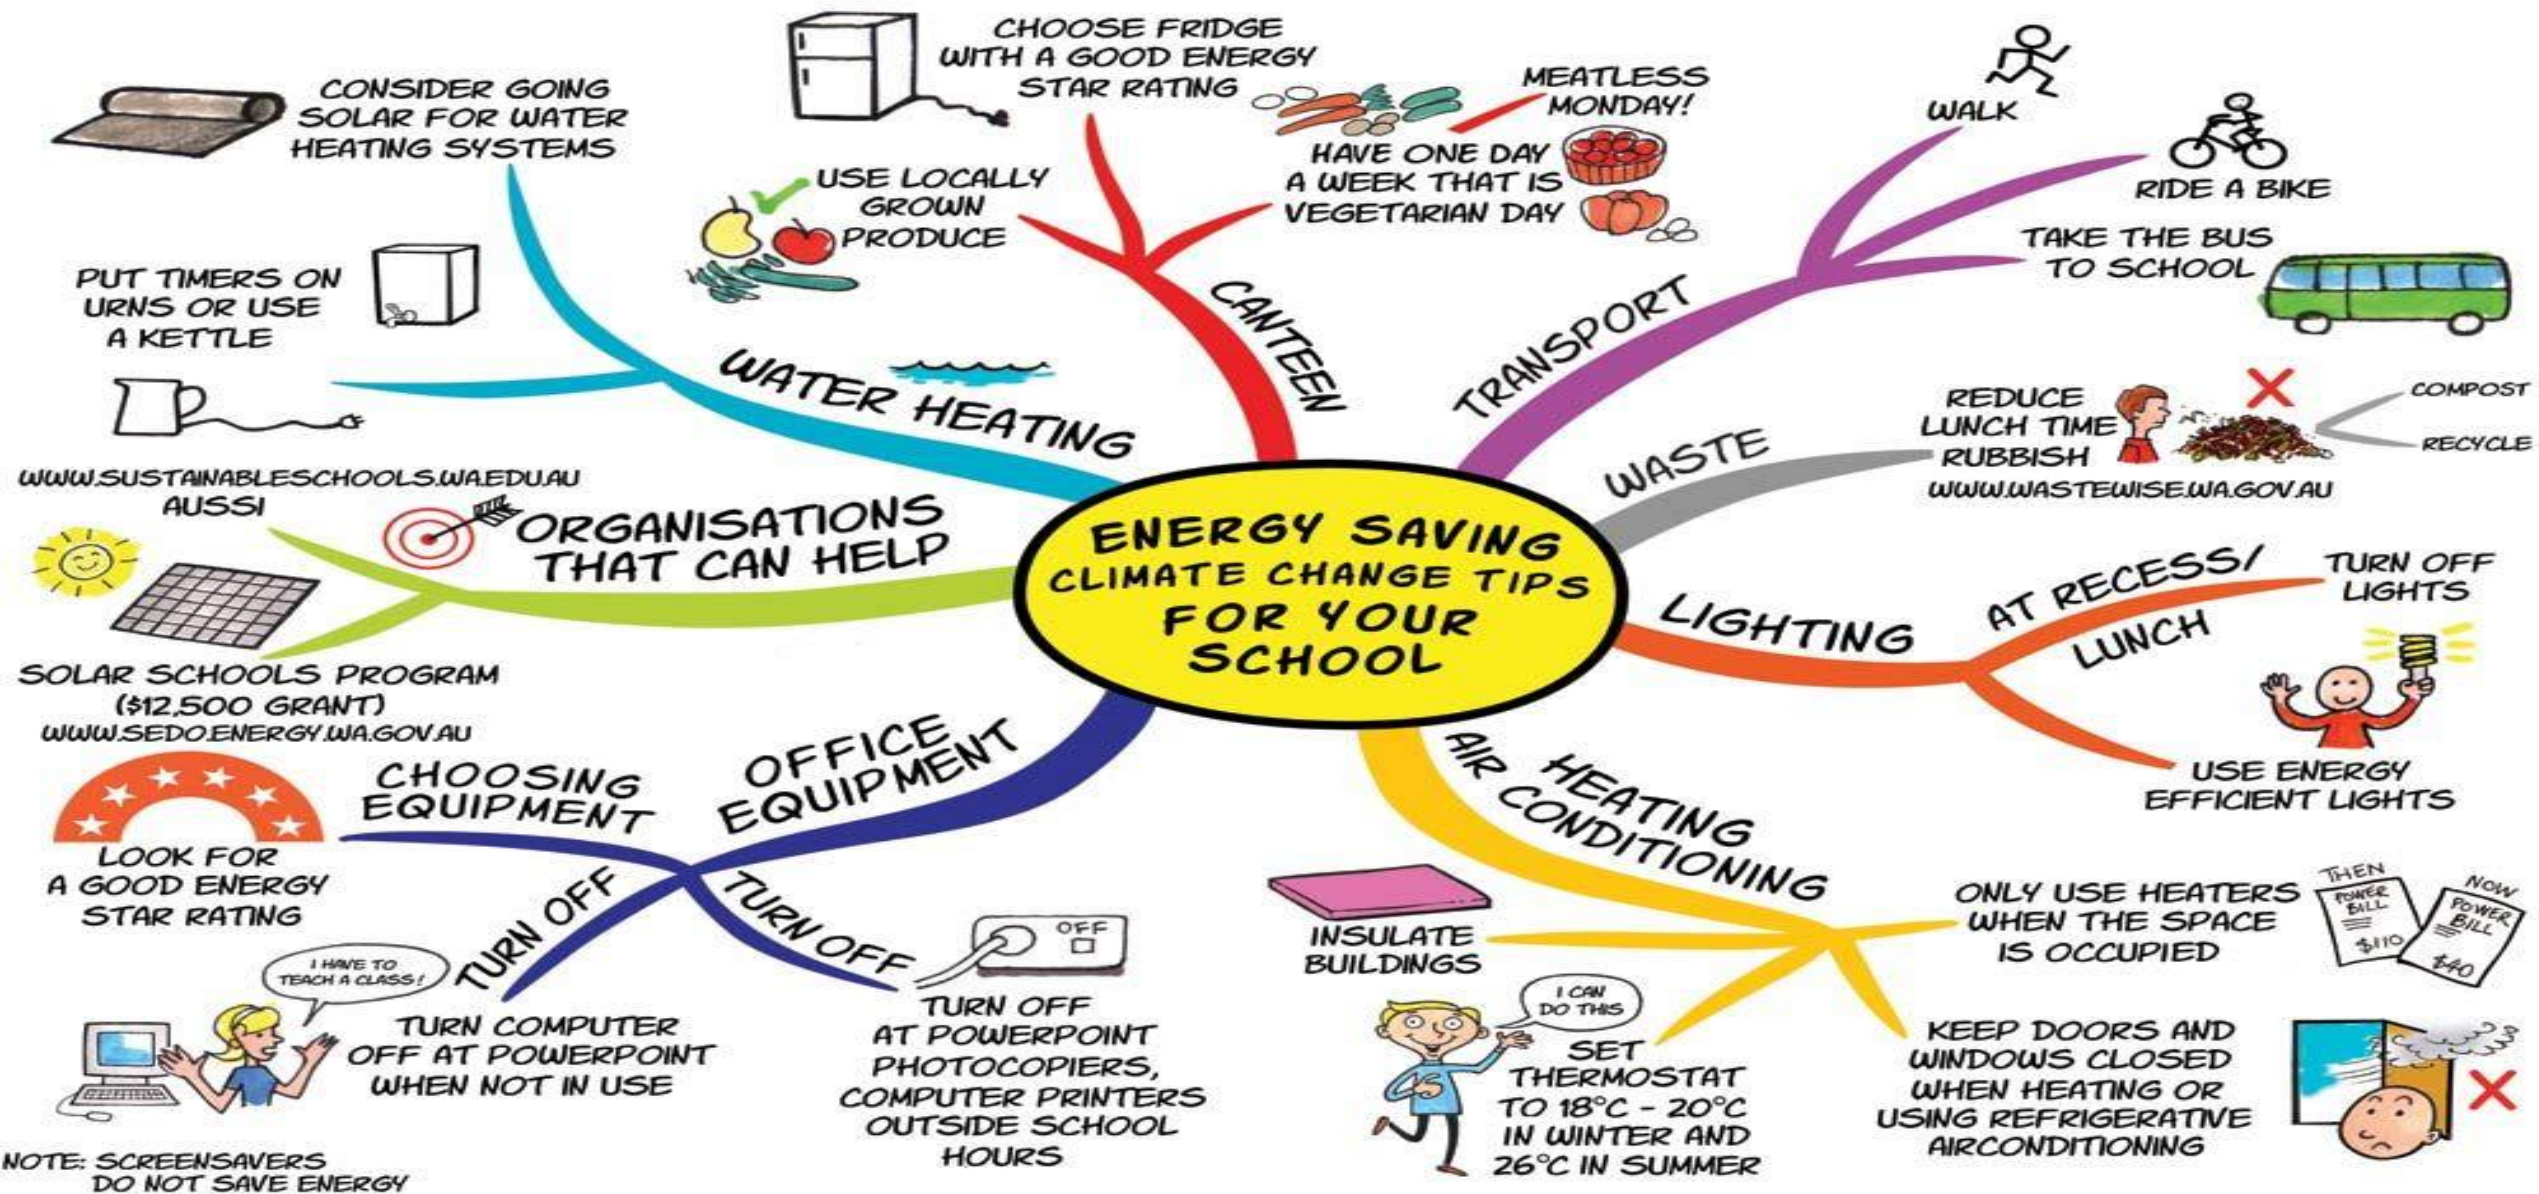 ENERGY SAVING
CLIMATE CHANGE TIPS
FOR YOUR
SCHOOL
CANTEEN
USE LOCALLY
GROWN
PRODUCE
CHOOSE FRIDGE
WITH A GOOD ENERGY
STAR RATING
MEATLESS
MONDAY!
HAVE ONE DAY
A WEEK THAT IS
VEGETARIAN DAY
TRANSPORT
WALK
RIDE A BIKE
TAKE THE BUS
TO SCHOOL
WASTE
REDUCE
LUNCH TIME
RUBBISH
WWW.WASTEWISE.WA.GOV.AU
COMPOST
RECYCLE
LIGHTING
AT RECESS/
LUNCH
TURN OFF
LIGHTS
USE ENERGY
EFFICIENT LIGHTS
HEATING
AIR CONDITIONING
ONLY USE HEATERS
WHEN THE SPACE
IS OCCUPIED
THEN
POWER
BILL
$110
NOW
POWER
BILL
$40
KEEP DOORS AND
WINDOWS CLOSED
WHEN HEATING OR
USING REFRIGERATIVE
AIRCONDITIONING
SET
THERMOSTAT
TO 18°C - 20°C
IN WINTER AND
26°C IN SUMMER
I CAN
DO THIS
INSULATE
BUILDINGS
OFFICE
EQUIPMENT
TURN OFF
OFF
TURN OFF
AT POWERPOINT
PHOTOCOPIERS,
COMPUTER PRINTERS
OUTSIDE SCHOOL
HOURS
TURN OFF
I HAVE TO
TEACH A CLASS!
TURN COMPUTER
OFF AT POWERPOINT
WHEN NOT IN USE
NOTE: SCREENSAVERS
DO NOT SAVE ENERGY
CHOOSING
EQUIPMENT
LOOK FOR
A GOOD ENERGY
STAR RATING
ORGANISATIONS
THAT CAN HELP
WWW.SUSTAINABLESCHOOLS.WA.EDU.AU
AUSSI
SOLAR SCHOOLS PROGRAM
($12,500 GRANT)
WWW.SEDO.ENERGY.WA.GOV.AU
WATER HEATING
PUT TIMERS ON
URNS OR USE
A KETTLE
CONSIDER GOING
SOLAR FOR WATER
HEATING SYSTEMS